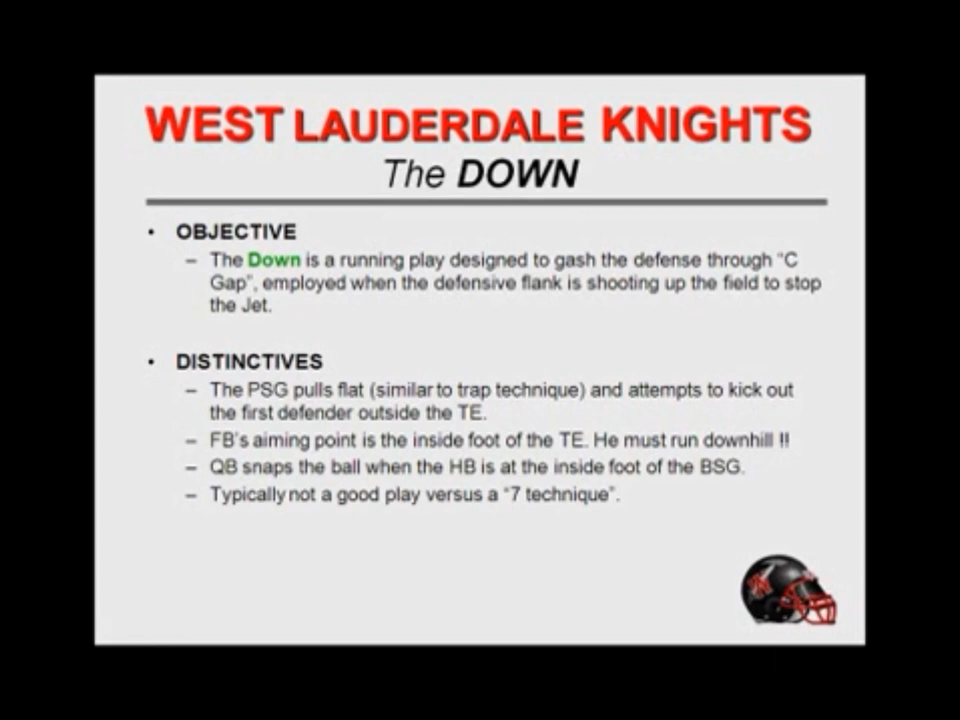 WEST LAUDERDALE KNIGHTS
The DOWN
• OBJECTIVE
– The Down is a running play designed to gash the defense through "C
Gap", employed when the defensive flank is shooting up the field to stop
the Jet.
• DISTINCTIVES
– The PSG pulls flat (similar to trap technique) and attempts to kick out
the first defender outside the TE.
– FB's aiming point is the inside foot of the TE. He must run downhill !!
– QB snaps the ball when the HB is at the inside foot of the BSG.
– Typically not a good play versus a "7 technique".